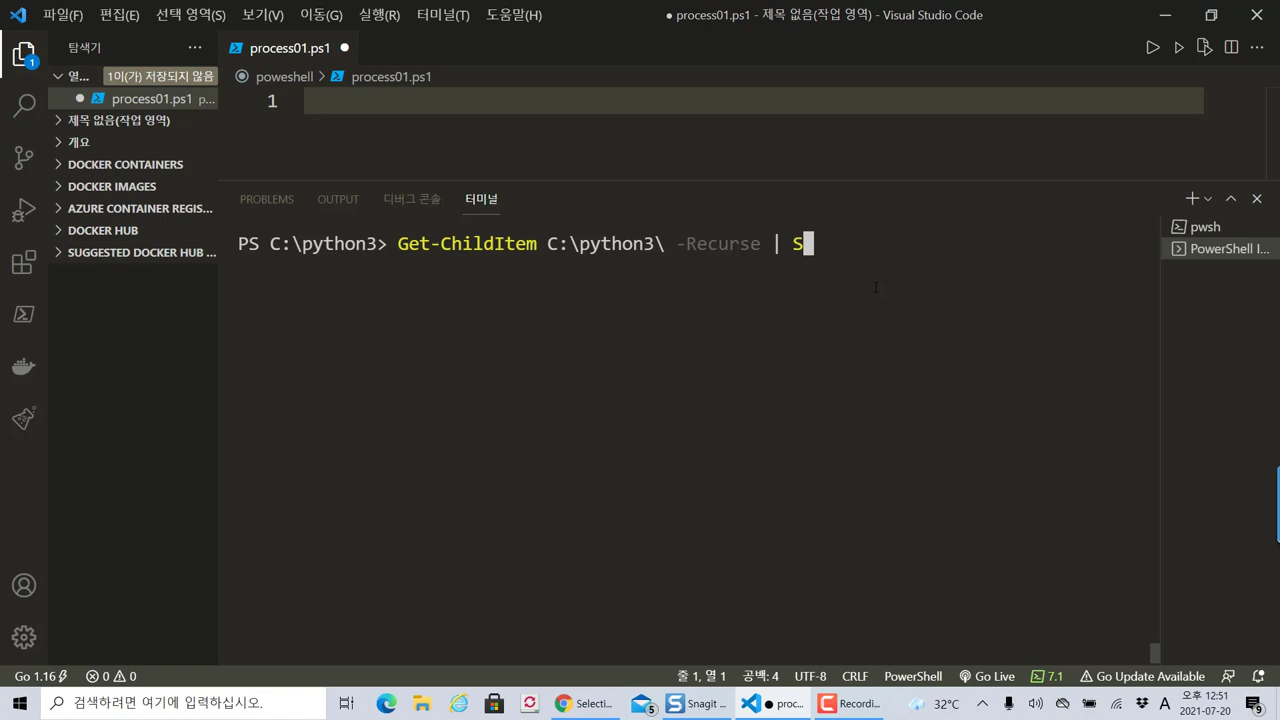 파일(F) 편집(E) 선택 영역(S) 보기(V) 이동(G) 실행(R) 터미널(T) 도움말(H) ● process01.ps1 - 제목 없음(작업 영역) - Visual Studio Code
탐색기 ···
process01.ps1 ●
열... 1이(가) 저장되지 않음
poweshell > process01.ps1
● process01.ps1 p...
1
제목 없음(작업 영역)
개요
DOCKER CONTAINERS
DOCKER IMAGES
AZURE CONTAINER REGIS...
DOCKER HUB
SUGGESTED DOCKER HUB ...
1
PROBLEMS OUTPUT 디버그 콘솔 터미널
PS C:\python3> Get-ChildItem C:\python3\ -Recurse | S
pwsh
PowerShell I...
Go 1.16 0 0 줄 1, 열 1 공백: 4 UTF-8 CRLF PowerShell Go Live 7.1 Go Update Available
검색하려면 여기에 입력하십시오. 5 Selecti... Snagit ... ● proc... Recordi... 32°C A 오후 12:51
2021-07-20 9